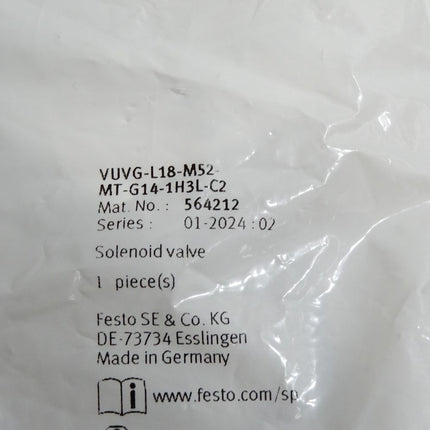 VUVG-L18-M52-
MT-G14-1H3L-C2
Mat. No.: 564212
Series: 01-2024:02
Solenoid valve
1 piece(s)
Festo SE & Co. KG
DE-73734 Esslingen
Made in Germany
i www.festo.com/sp